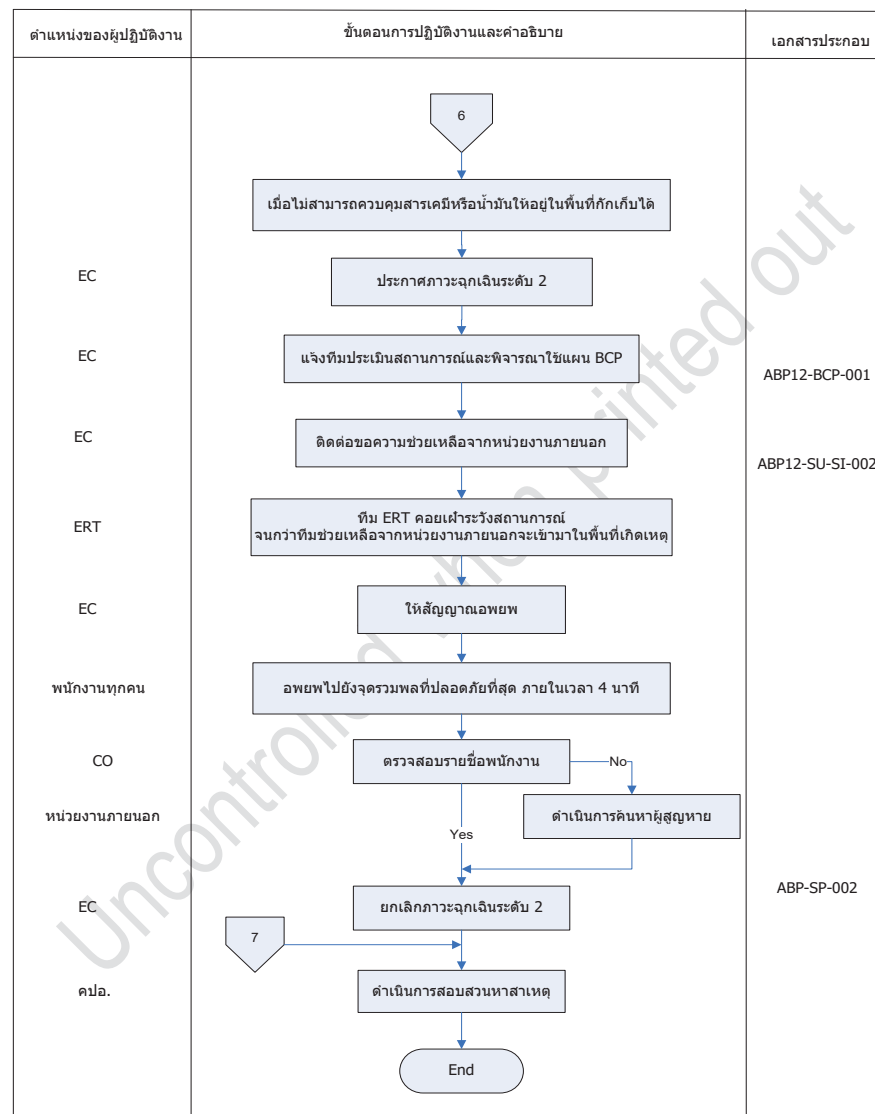 ตำแหน่งของผู้ปฏิบัติงาน
ขั้นตอนการปฏิบัติงานและคำอธิบาย
เอกสารประกอบ
6
เมื่อไม่สามารถควบคุมสารเคมีหรือน้ำมันให้อยู่ในพื้นที่กักเก็บได้
EC
ประกาศภาวะฉุกเฉินระดับ 2
EC
แจ้งทีมประเมินสถานการณ์และพิจารณาใช้แผน BCP
ABP12-BCP-001
EC
ติดต่อขอความช่วยเหลือจากหน่วยงานภายนอก
ABP12-SU-SI-002
ERT
ทีม ERT คอยเฝ้าระวังสถานการณ์
จนกว่าทีมช่วยเหลือจากหน่วยงานภายนอกจะเข้ามาในพื้นที่เกิดเหตุ
EC
ให้สัญญาณอพยพ
พนักงานทุกคน
อพยพไปยังจุดรวมพลที่ปลอดภัยที่สุด ภายในเวลา 4 นาที
CO
ตรวจสอบรายชื่อพนักงาน
No
หน่วยงานภายนอก
ดำเนินการค้นหาผู้สูญหาย
Yes
ABP-SP-002
EC
ยกเลิกภาวะฉุกเฉินระดับ 2
7
คปอ.
ดำเนินการสอบสวนหาสาเหตุ
End
Uncontrolled when printed out